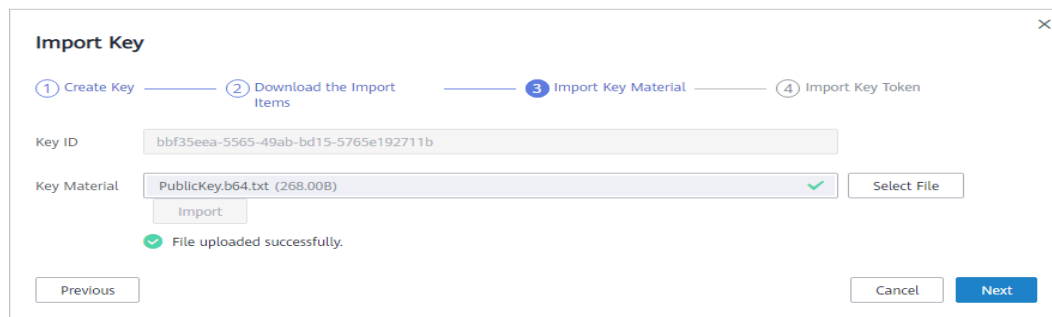 Import Key
1 Create Key
2 Download the Import
Items
3 Import Key Material
4 Import Key Token
Key ID
bbf35eea-5565-49ab-bd15-5765e192711b
Key Material
PublicKey.b64.txt (268.00B)
Select File
Import
File uploaded successfully.
Previous
Cancel
Next